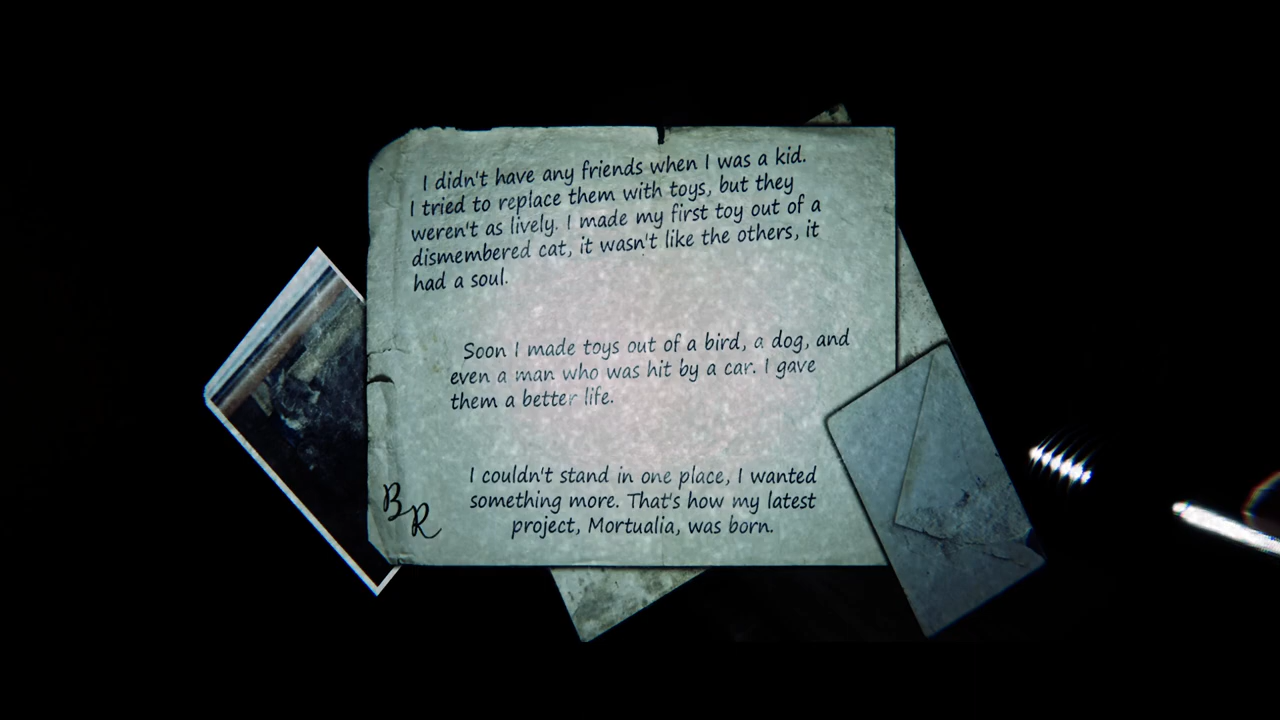 I didn't have any friends when I was a kid.
I tried to replace them with toys, but they
weren't as lively. I made my first toy out of a
dismembered cat, it wasn't like the others, it
had a soul.
Soon I made toys out of a bird, a dog, and
even a man who was hit by a car. I gave
them a better life.
I couldn't stand in one place, I wanted
something more. That's how my latest
project, Mortualia, was born.
BR